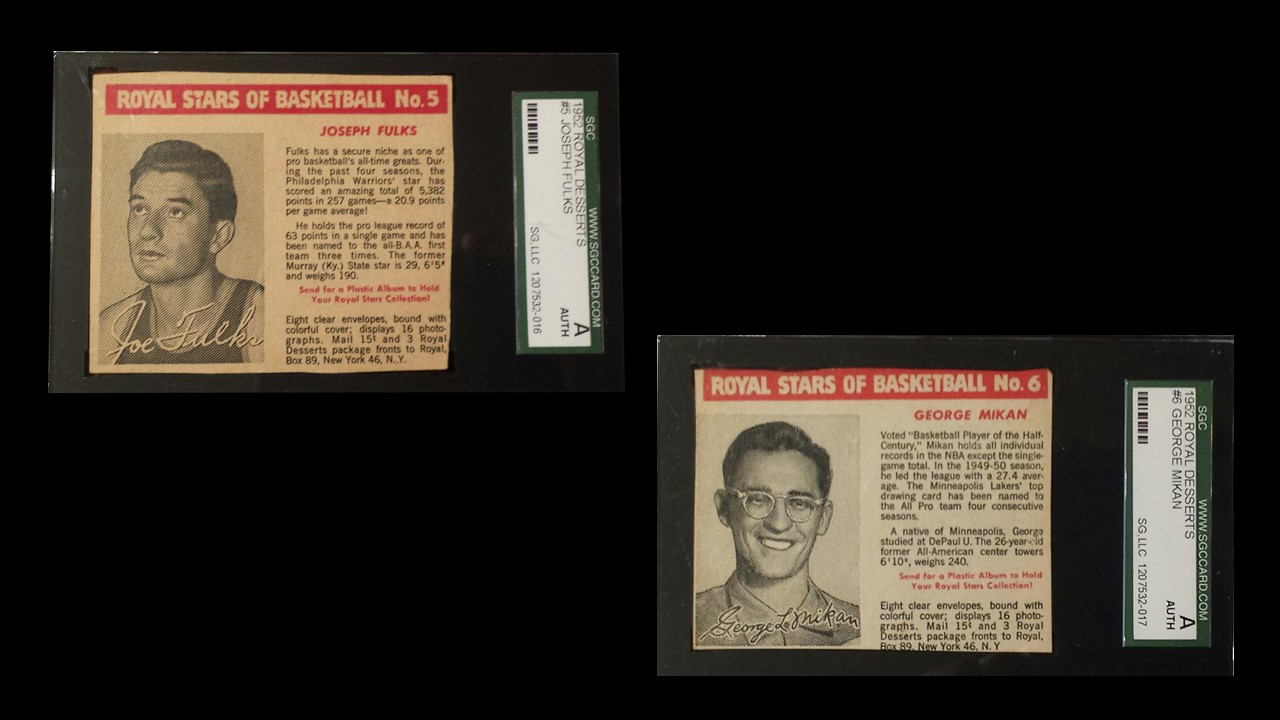 ROYAL STARS OF BASKETBALL No. 5
JOSEPH FULKS
Fulks has a secure niche as one of
pro basketball's all-time greats. Dur-
ing the past four seasons, the
Philadelphia Warriors' star has
scored an amazing total of 5,382
points in 257 games—a 20.9 points
per game average!
He holds the pro league record of
63 points in a single game and has
been named to the all-B.A.A. first
team three times. The former
Murray (Ky.) State star is 29, 6'5"
and weighs 190.
Send for a Plastic Album to Hold
Your Royal Stars Collection!
Eight clear envelopes, bound with
colorful cover; displays 16 photo-
graphs. Mail 15¢ and 3 Royal
Desserts package fronts to Royal,
Box 89, New York 46, N.Y.
Joe Fulks
SGC WWW.SGCCARD.COM
1952 ROYAL DESSERTS A
#5 JOSEPH FULKS AUTH
SG, LLC 1207532-016
ROYAL STARS OF BASKETBALL No. 6
GEORGE MIKAN
Voted "Basketball Player of the Half-
Century," Mikan holds all individual
records in the NBA except the single-
game total. In the 1949-50 season,
he led the league with a 27.4 aver-
age. The Minneapolis Lakers' top
drawing card has been named to
the All Pro team four consecutive
seasons.
A native of Minneapolis, George
studied at DePaul U. The 26-year-old
former All-American center towers
6'10", weighs 240.
Send for a Plastic Album to Hold
Your Royal Stars Collection!
Eight clear envelopes, bound with
colorful cover; displays 16 photo-
graphs. Mail 15¢ and 3 Royal
Desserts package fronts to Royal,
Box 89, New York 46, N.Y
George L Mikan
SGC WWW.SGCCARD.COM
1952 ROYAL DESSERTS A
#6 GEORGE MIKAN AUTH
SG, LLC 1207532-017